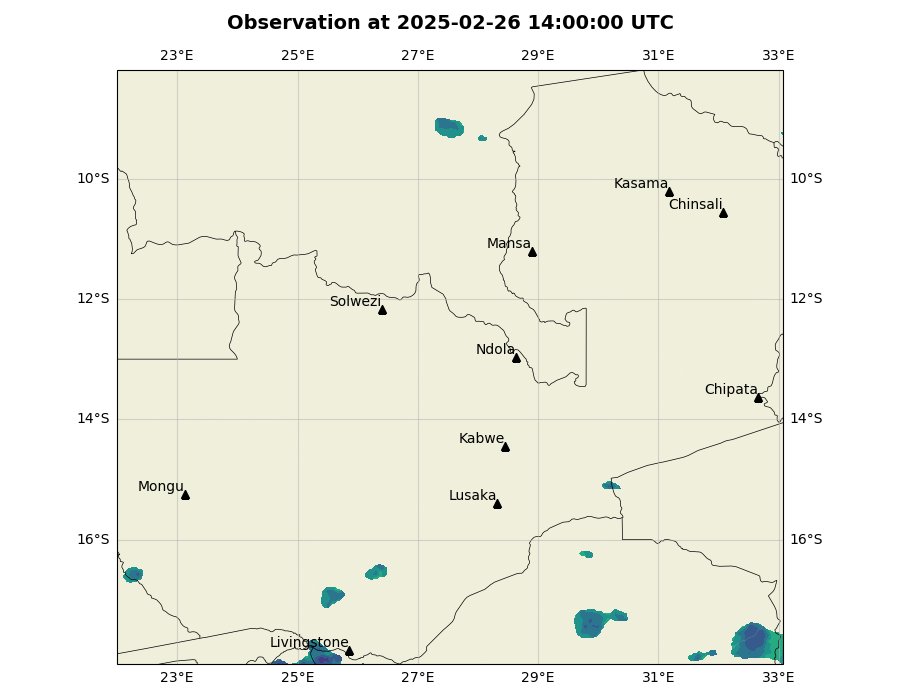 Observation at 2025-02-26 14:00:00 UTC
23°E 25°E 27°E 29°E 31°E 33°E
10°S 10°S
Kasama
Chinsali
Mansa
12°S 12°S
Solwezi
Ndola
Chipata
14°S 14°S
Kabwe
Mongu
Lusaka
16°S 16°S
Livingstone
23°E 25°E 27°E 29°E 31°E 33°E